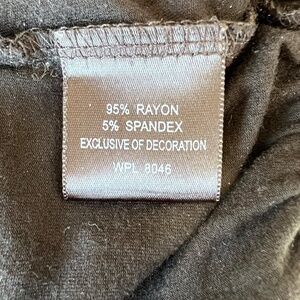 95% RAYON
5% SPANDEX
EXCLUSIVE OF DECORATION
WPL 8046